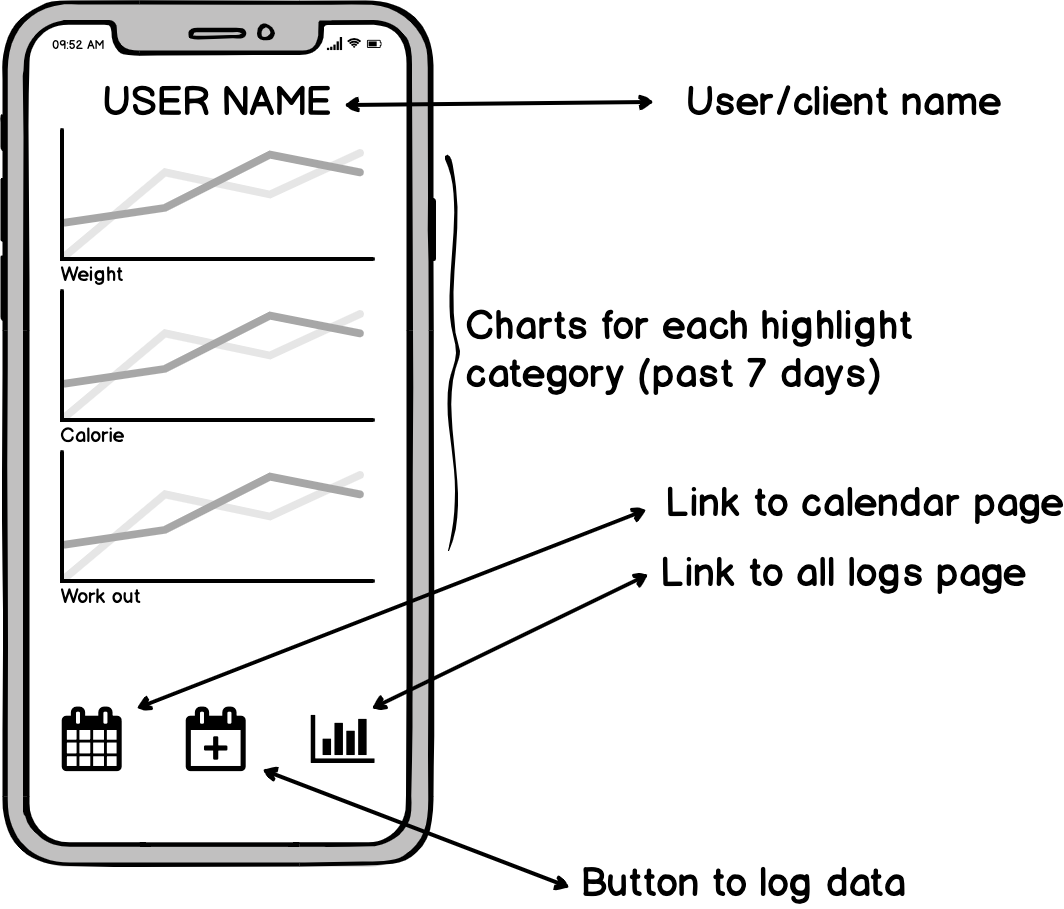 09:52 AM
USER NAME
User/client name
Weight
Charts for each highlight
category (past 7 days)
Calorie
Link to calendar page
Link to all logs page
Work out
Button to log data